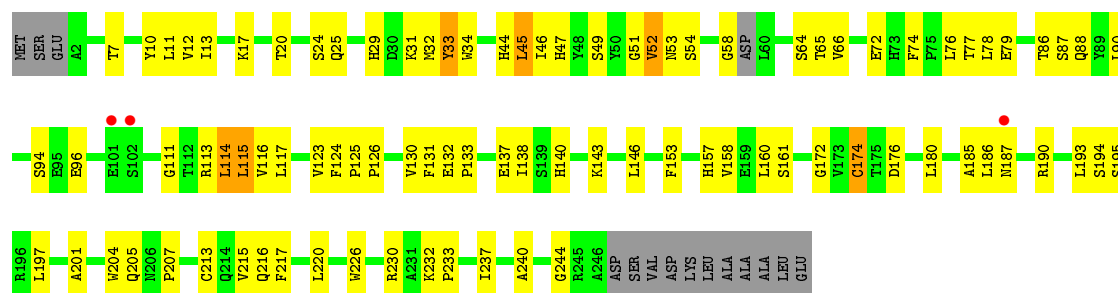 MET SER GLU A2 T7 Y10 L11 V12 I13 K17 T20 S24 Q25 H29 D30 K31 M32 Y33 W34 H44 L45 I46 H47 Y48 S49 Y50 G51 V52 N53 S54 G58 ASP L60 S64 T65 V66 E72 H73 F74 P75 L76 T77 L78 E79 T86 S87 Q88 Y89
S94 E95 E96 E101 S102 G111 T112 R113 L114 L115 V116 L117 V123 F124 P125 P126 V130 F131 E132 P133 E137 I138 S139 H140 K143 L146 F153 H157 V158 E159 L160 S161 G172 V173 C174 T175 D176 L180 A185 L186 N187 R190 L193 S194
R196 L197 A201 W204 Q205 N206 P207 C213 Q214 V215 Q216 F217 L220 W226 R230 A231 K232 P233 I237 A240 G244 R245 A246 ASP SER VAL ASP LYS LEU ALA ALA ALA LEU GLU